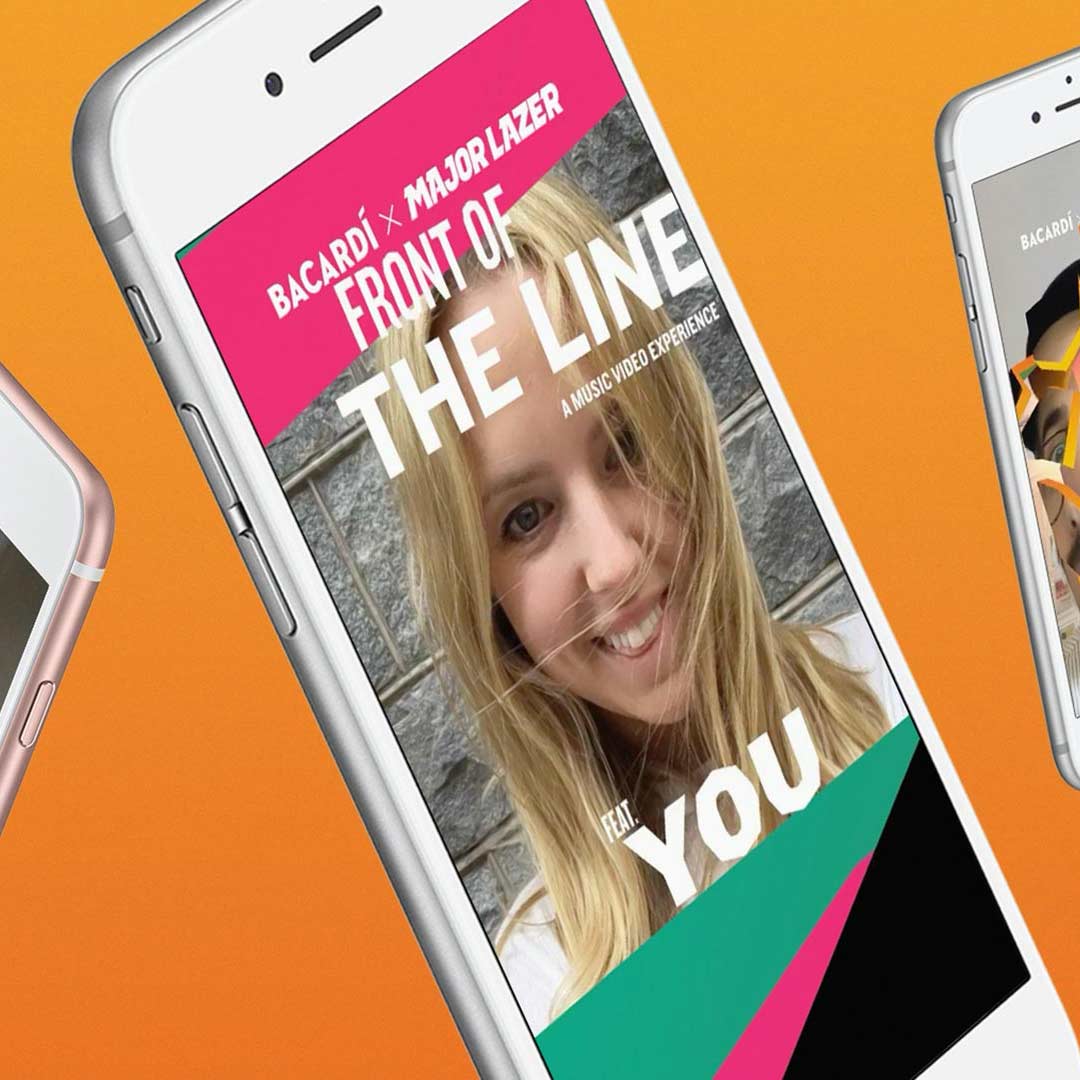 BACARDÍ X MAJOR LAZER
FRONT OF
THE LINE
A MUSIC VIDEO EXPERIENCE
FEAT.
YOU
BACARDÍ